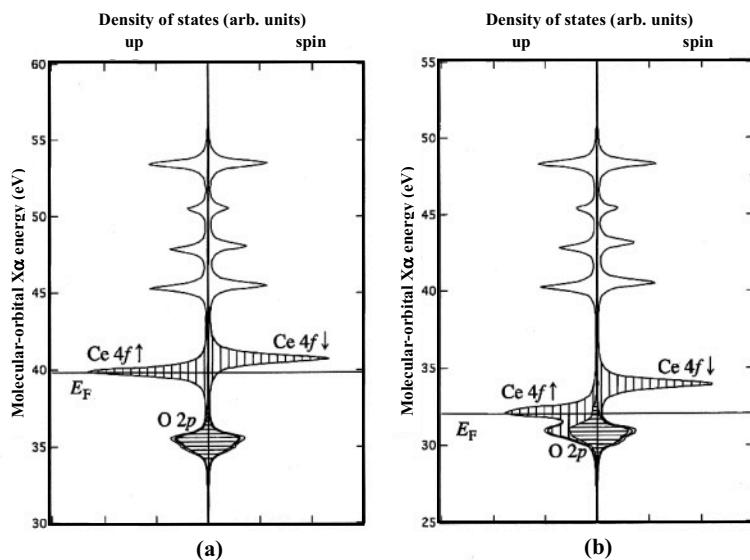 Density of states (arb. units)
up spin
60
55
50
45
40
35
30
Molecular-orbital Xα energy (eV)
Ce 4f↑
Ce 4f↓
E_F
O 2p
(a)
Density of states (arb. units)
up spin
55
50
45
40
35
30
25
Molecular-orbital Xα energy (eV)
Ce 4f↓
Ce 4f↑
E_F
O 2p
(b)